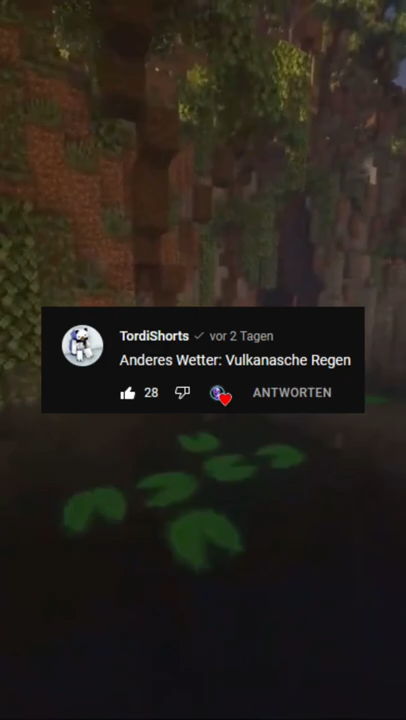 TordiShorts vor 2 Tagen
Anderes Wetter: Vulkanasche Regen
28 ANTWORTEN